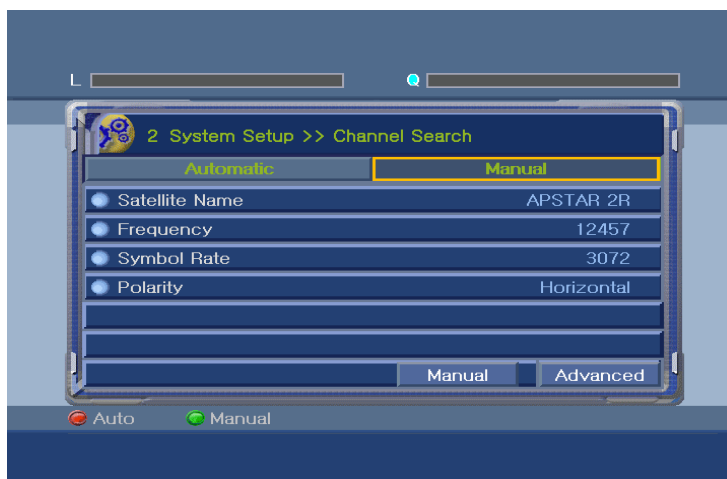 L Q
2 System Setup >> Channel Search
Automatic Manual
Satellite Name APSTAR 2R
Frequency 12457
Symbol Rate 3072
Polarity Horizontal
Manual Advanced
Auto Manual